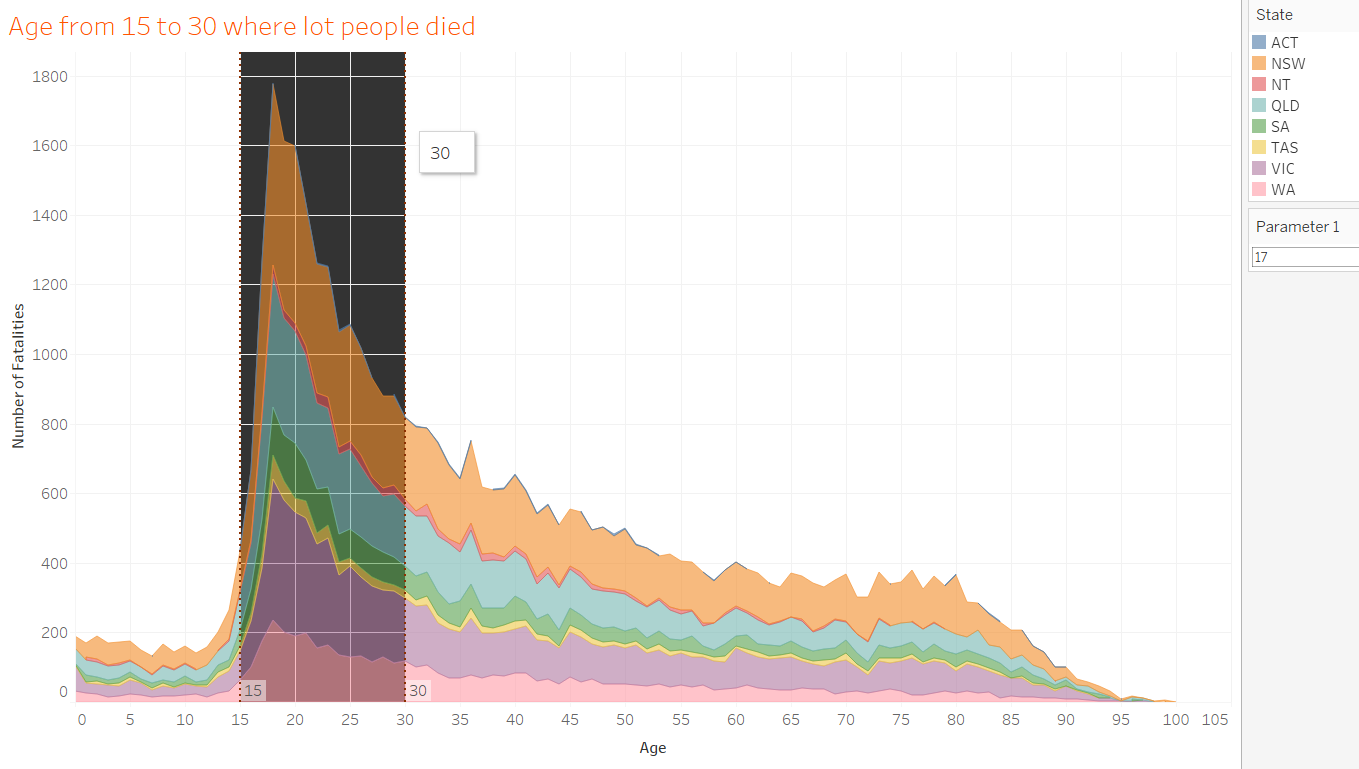 Age from 15 to 30 where lot people died
State
ACT
NSW
NT
QLD
SA
TAS
VIC
WA
Parameter 1
17
Number of Fatalities
1800
1600
1400
1200
1000
800
600
400
200
0
30
15
30
0 5 10 15 20 25 30 35 40 45 50 55 60 65 70 75 80 85 90 95 100 105
Age